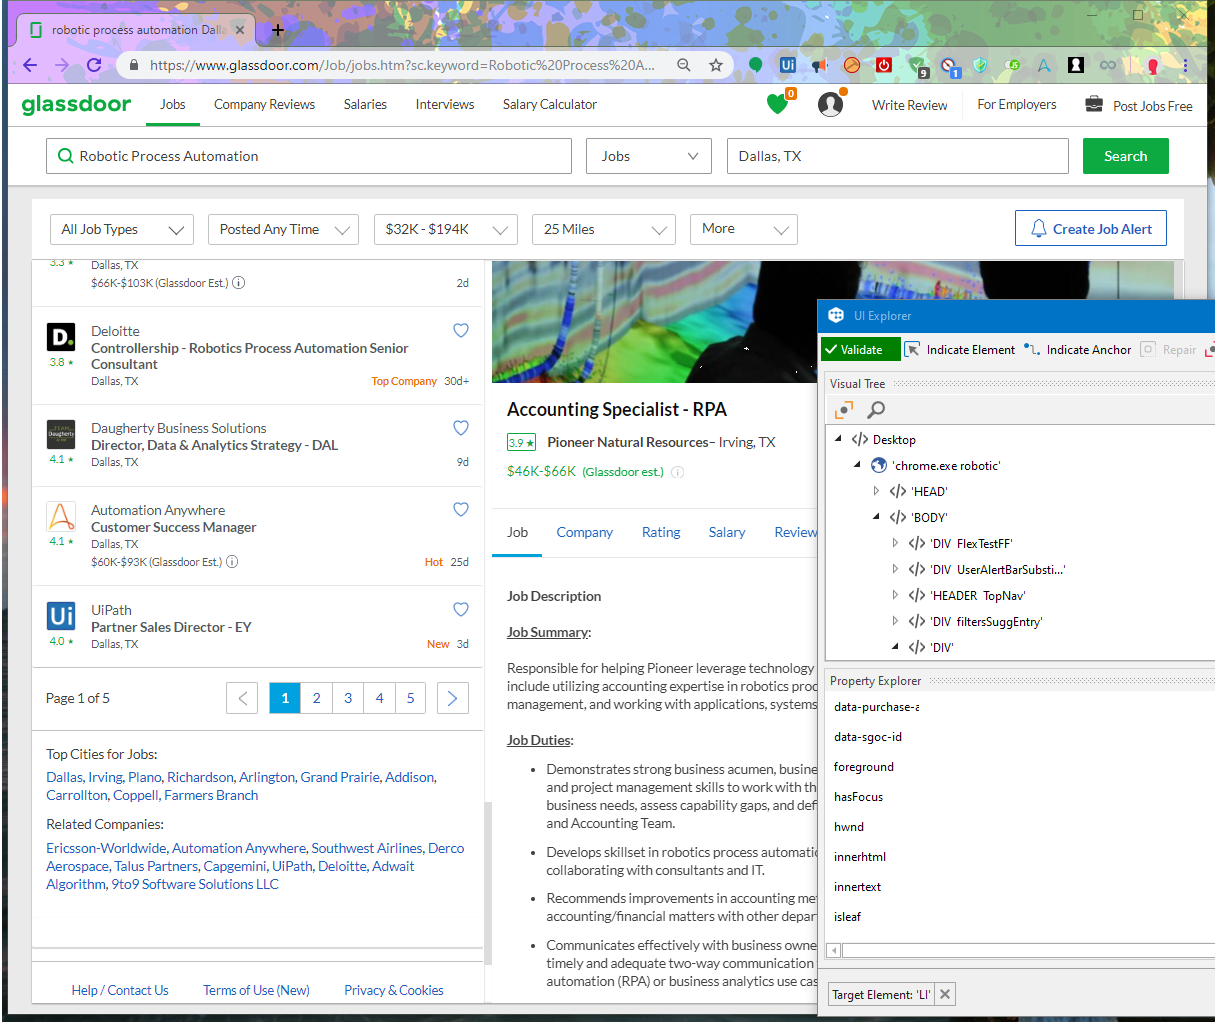 robotic process automation Dalla
https://www.glassdoor.com/Job/jobs.htm?sc.keyword=Robotic%20Process%20A...
9
1
glassdoor
Jobs
Company Reviews
Salaries
Interviews
Salary Calculator
0
Write Review
For Employers
Post Jobs Free
Robotic Process Automation
Jobs
Dallas, TX
Search
All Job Types
Posted Any Time
$32K - $194K
25 Miles
More
Create Job Alert
3.3 ★
Dallas, TX
$66K-$103K (Glassdoor Est.)
2d
Deloitte
Controllership - Robotics Process Automation Senior
Consultant
3.8 ★
Dallas, TX
Top Company 30d+
Daugherty Business Solutions
Director, Data & Analytics Strategy - DAL
4.1 ★
Dallas, TX
9d
Automation Anywhere
Customer Success Manager
4.1 ★
Dallas, TX
$60K-$93K (Glassdoor Est.)
Hot 25d
Ui
UiPath
Partner Sales Director - EY
4.0 ★
Dallas, TX
New 3d
Page 1 of 5
1
2
3
4
5
Top Cities for Jobs:
Dallas, Irving, Plano, Richardson, Arlington, Grand Prairie, Addison,
Carrollton, Coppell, Farmers Branch
Related Companies:
Ericsson-Worldwide, Automation Anywhere, Southwest Airlines, Derco
Aerospace, Talus Partners, Capgemini, UiPath, Deloitte, Adwait
Algorithm, 9to9 Software Solutions LLC
Help / Contact Us
Terms of Use (New)
Privacy & Cookies
Accounting Specialist - RPA
3.9 ★ Pioneer Natural Resources– Irving, TX
$46K-$66K (Glassdoor est.)
Job
Company
Rating
Salary
Review
Job Description
Job Summary:
Responsible for helping Pioneer leverage technology
include utilizing accounting expertise in robotics proc
management, and working with applications, systems
Job Duties:
• Demonstrates strong business acumen, busine
and project management skills to work with th
business needs, assess capability gaps, and def
and Accounting Team.
• Develops skillset in robotics process automatic
collaborating with consultants and IT.
• Recommends improvements in accounting me
accounting/financial matters with other depar
• Communicates effectively with business owne
timely and adequate two-way communication
automation (RPA) or business analytics use cas
UI Explorer
Validate
Indicate Element
Indicate Anchor
Repair
Visual Tree
</> Desktop
'chrome.exe robotic'
</> 'HEAD'
</> 'BODY'
</> 'DIV FlexTestFF'
</> 'DIV UserAlertBarSubsti...'
</> 'HEADER TopNav'
</> 'DIV filtersSuggEntry'
</> 'DIV'
Property Explorer
data-purchase-a
data-sgoc-id
foreground
hasFocus
hwnd
innerhtml
innertext
isleaf
Target Element: 'LI'